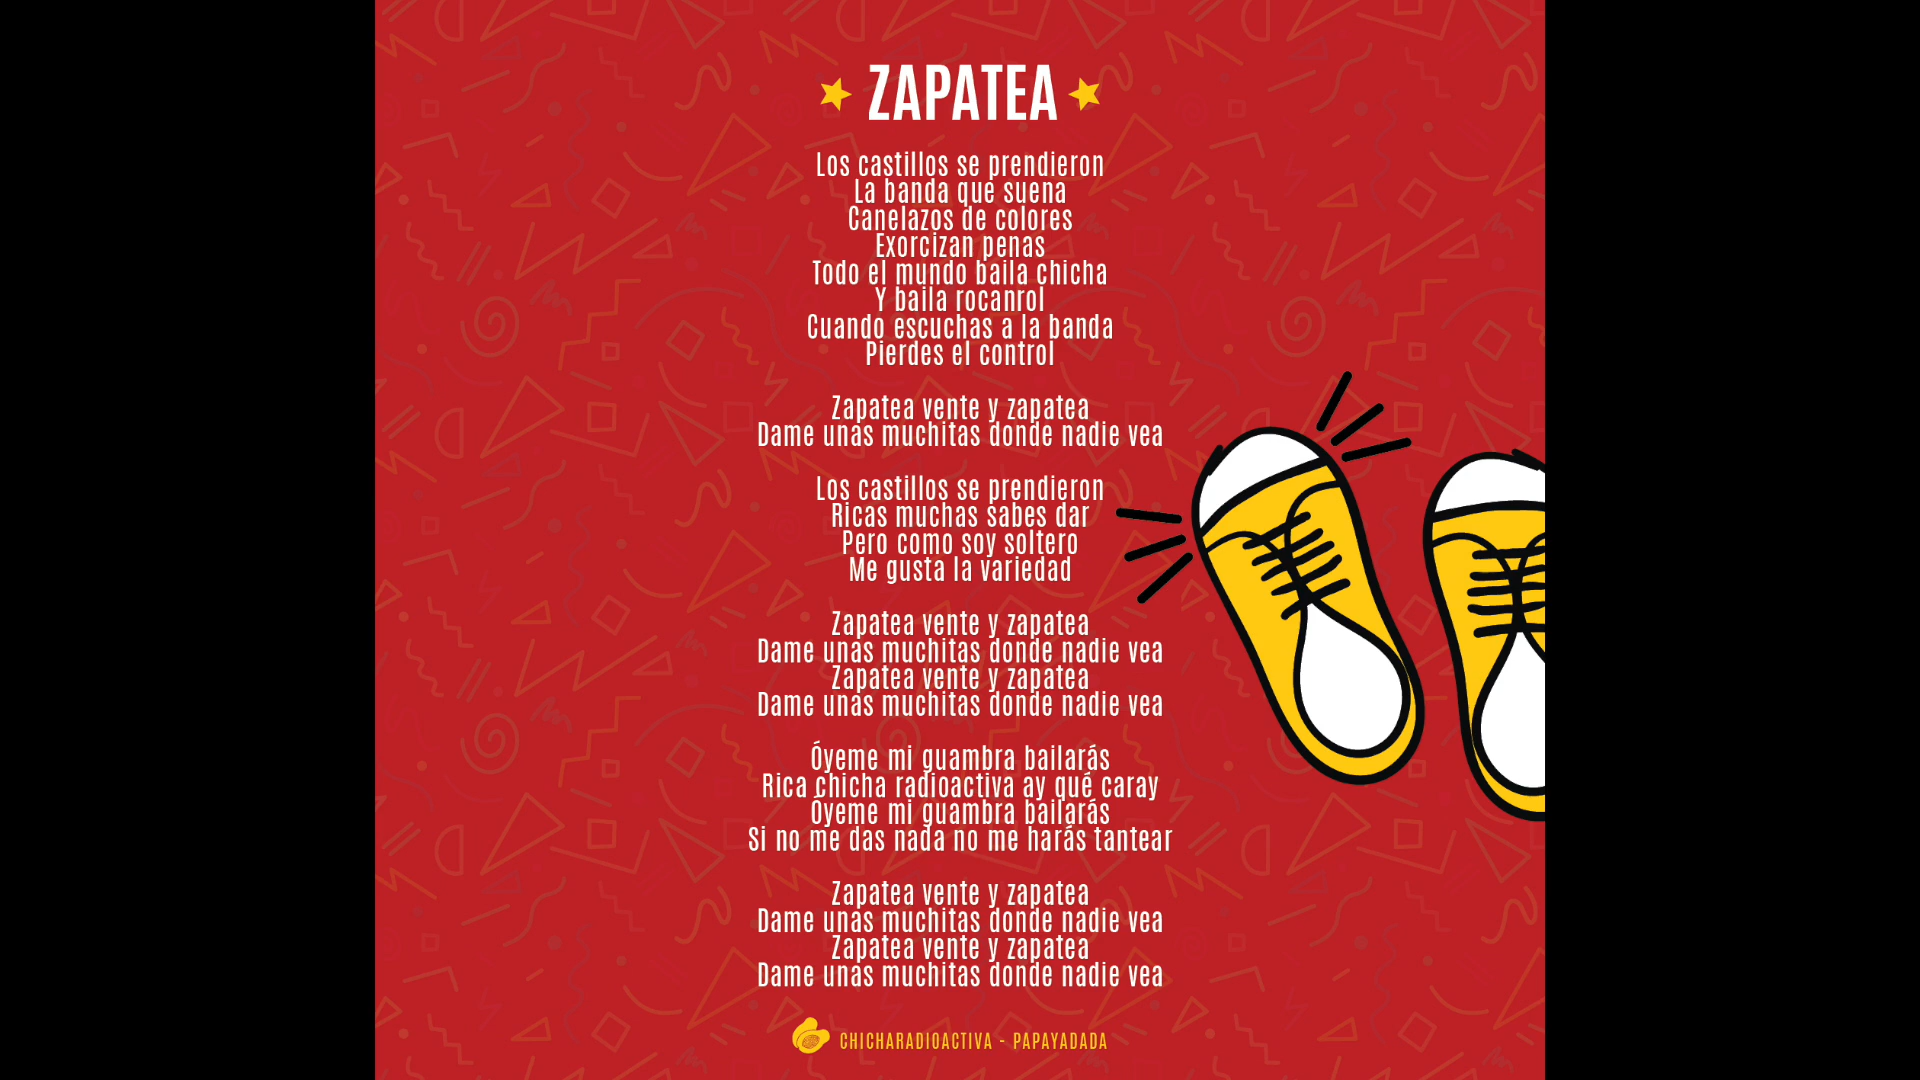 ZAPATEA
Los castillos se prendieron
La banda que suena
Canelazos de colores
Exorcizan penas
Todo el mundo baila chicha
Y baila rocanrol
Cuando escuchas a la banda
Pierdes el control
Zapatea vente y zapatea
Dame unas muchitas donde nadie vea
Los castillos se prendieron
Ricas muchas sabes dar
Pero como soy soltero
Me gusta la variedad
Zapatea vente y zapatea
Dame unas muchitas donde nadie vea
Zapatea vente y zapatea
Dame unas muchitas donde nadie vea
Óyeme mi guambra bailarás
Rica chicha radioactiva ay qué caray
Óyeme mi guambra bailarás
Si no me das nada no me harás tantear
Zapatea vente y zapatea
Dame unas muchitas donde nadie vea
Zapatea vente y zapatea
Dame unas muchitas donde nadie vea
CHICHARADIOACTIVA - PAPAYADADA